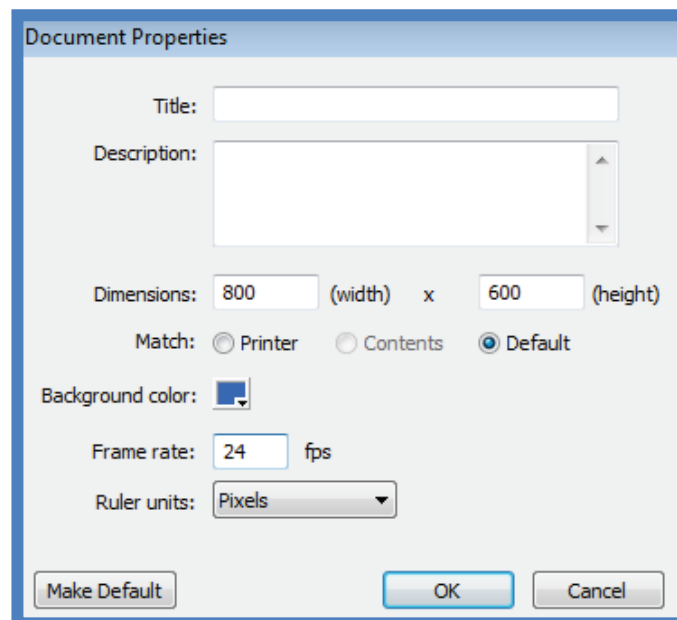 Document Properties
Title:
Description:
Dimensions: 800 (width) x 600 (height)
Match: Printer Contents Default
Background color:
Frame rate: 24 fps
Ruler units: Pixels
Make Default OK Cancel